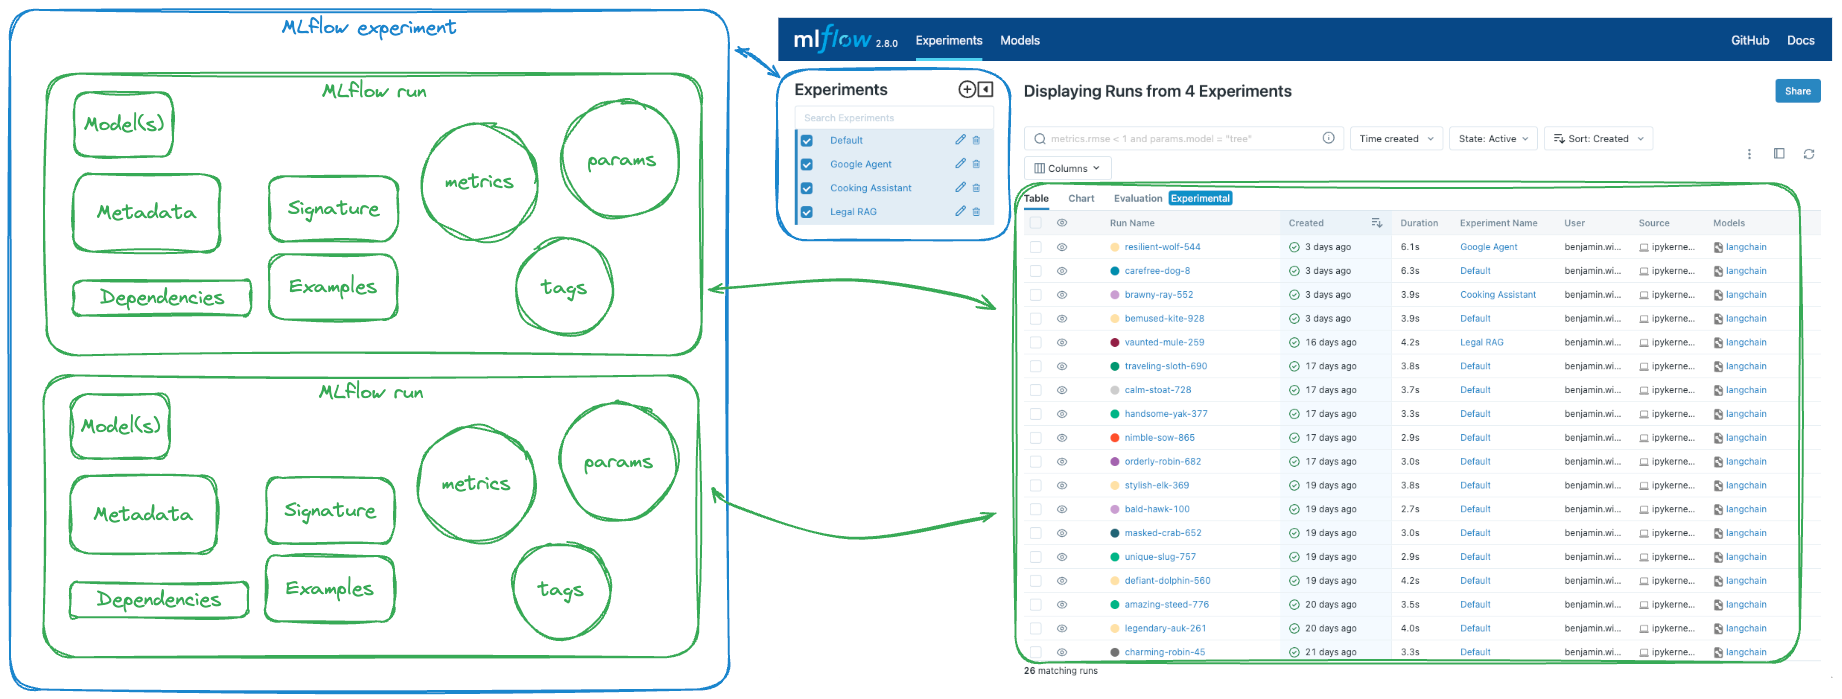 MLflow experiment
MLflow run
Model(s)
Metadata
Dependencies
Signature
Examples
metrics
params
tags
MLflow run
Model(s)
Metadata
Dependencies
Signature
Examples
metrics
params
tags
mlflow 2.8.0 Experiments Models GitHub Docs
Experiments
Search Experiments
Default
Google Agent
Cooking Assistant
Legal RAG
Displaying Runs from 4 Experiments Share
metrics.rmse < 1 and params.model = "tree" Time created State: Active Sort: Created
Columns
Table Chart Evaluation Experimental
Run Name Created Duration Experiment Name User Source Models
resilient-wolf-544 3 days ago 6.1s Google Agent benjamin.wi... ipykerne... langchain
carefree-dog-8 3 days ago 6.3s Default benjamin.wi... ipykerne... langchain
brawny-ray-552 3 days ago 3.9s Cooking Assistant benjamin.wi... ipykerne... langchain
bemused-kite-928 3 days ago 3.9s Default benjamin.wi... ipykerne... langchain
vaunted-mule-259 16 days ago 4.2s Legal RAG benjamin.wi... ipykerne... langchain
traveling-sloth-690 17 days ago 3.8s Default benjamin.wi... ipykerne... langchain
calm-stoat-728 17 days ago 3.7s Default benjamin.wi... ipykerne... langchain
handsome-yak-377 17 days ago 3.3s Default benjamin.wi... ipykerne... langchain
nimble-sow-865 17 days ago 2.9s Default benjamin.wi... ipykerne... langchain
orderly-robin-682 17 days ago 3.0s Default benjamin.wi... ipykerne... langchain
stylish-elk-369 19 days ago 3.8s Default benjamin.wi... ipykerne... langchain
bald-hawk-100 19 days ago 2.7s Default benjamin.wi... ipykerne... langchain
masked-crab-652 19 days ago 3.0s Default benjamin.wi... ipykerne... langchain
unique-slug-757 19 days ago 2.9s Default benjamin.wi... ipykerne... langchain
defiant-dolphin-560 19 days ago 4.2s Default benjamin.wi... ipykerne... langchain
amazing-steed-776 20 days ago 3.5s Default benjamin.wi... ipykerne... langchain
legendary-auk-261 20 days ago 4.0s Default benjamin.wi... ipykerne... langchain
charming-robin-45 21 days ago 3.3s Default benjamin.wi... ipykerne... langchain
26 matching runs